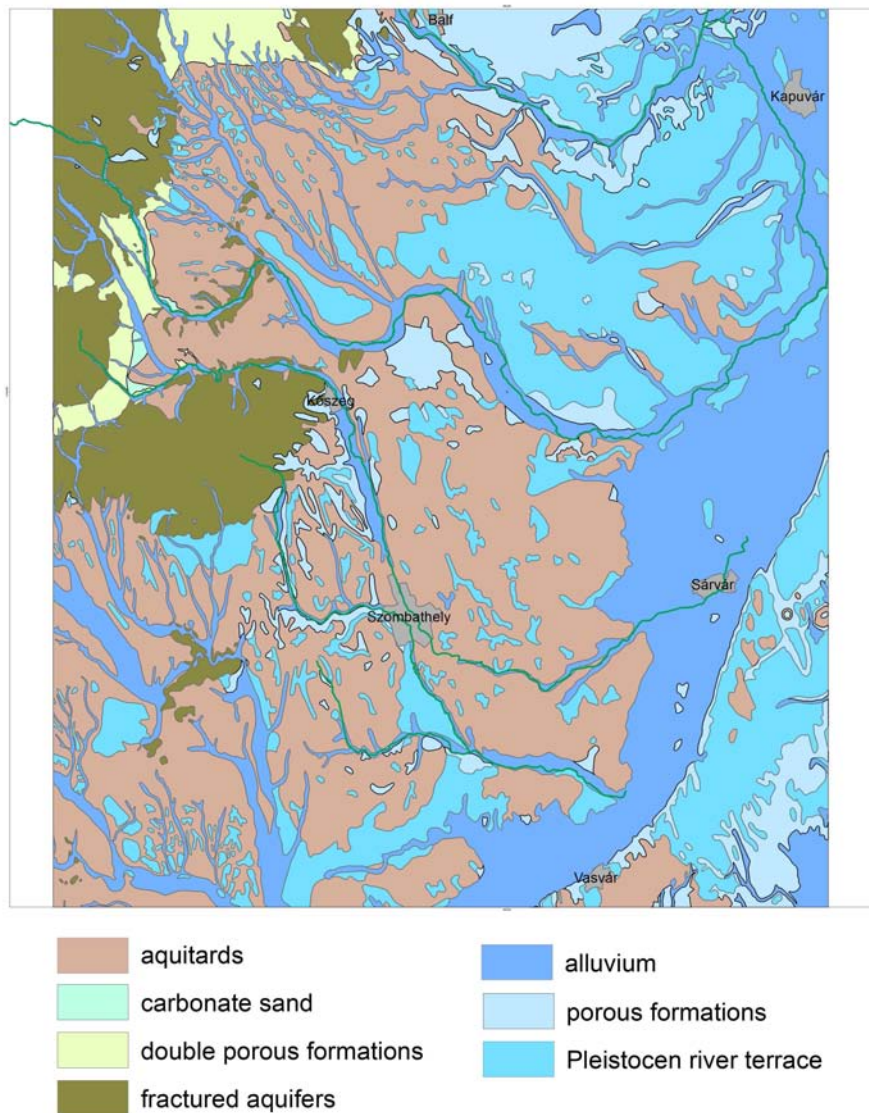 Balf
Kapuvár
Kőszeg
Sárvár
Szombathely
Vasvár
aquitards
carbonate sand
double porous formations
fractured aquifers
alluvium
porous formations
Pleistocen river terrace